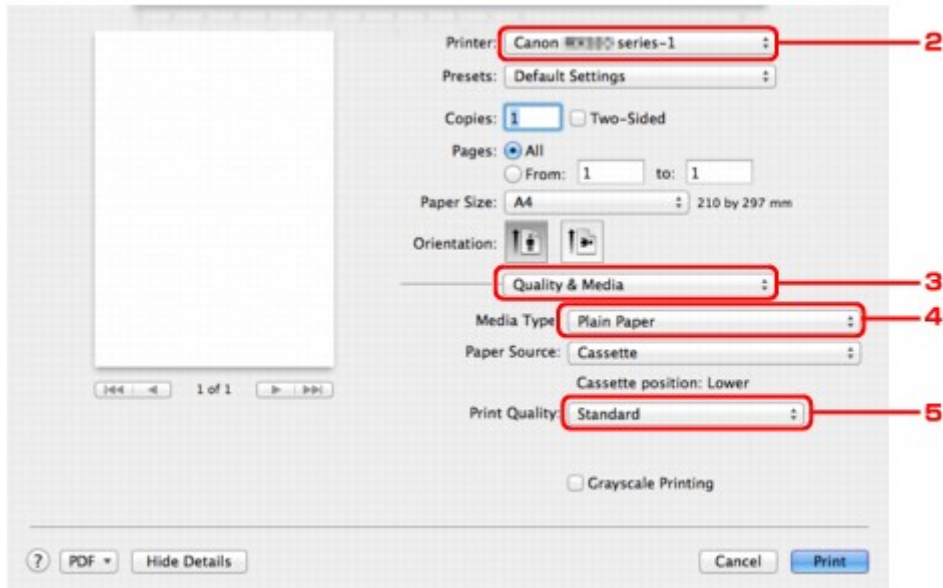 Printer: Canon series-1
2
Presets: Default Settings
Copies: 1 Two-Sided
Pages: All
From: 1 to: 1
Paper Size: A4 210 by 297 mm
Orientation:
Quality & Media
3
Media Type: Plain Paper
4
Paper Source: Cassette
Cassette position: Lower
1 of 1
Print Quality: Standard
5
Grayscale Printing
? PDF Hide Details Cancel Print